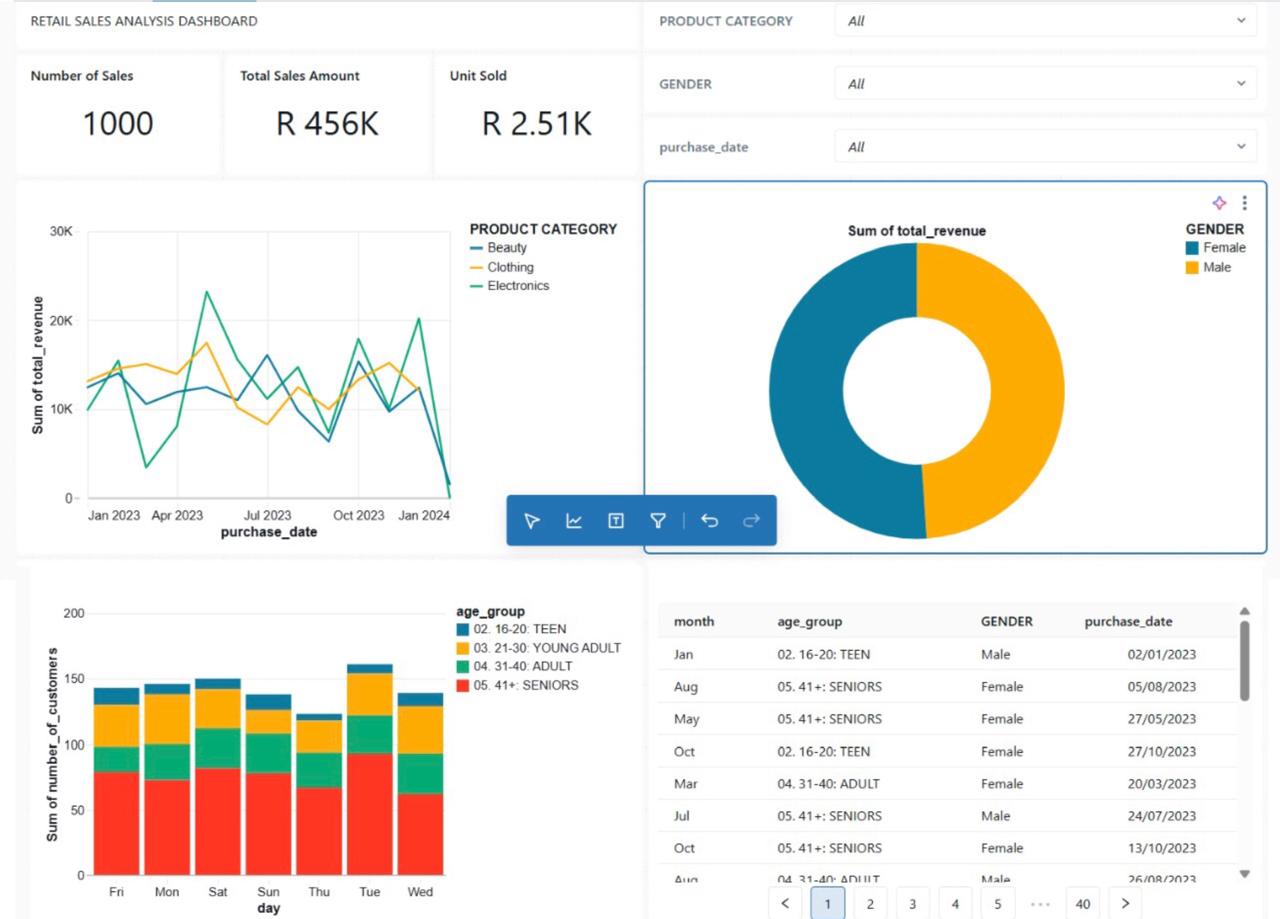 RETAIL SALES ANALYSIS DASHBOARD
PRODUCT CATEGORY All
GENDER All
purchase_date All
Number of Sales
1000
Total Sales Amount
R 456K
Unit Sold
R 2.51K
30K
20K
10K
0
Sum of total_revenue
Jan 2023 Apr 2023 Jul 2023 Oct 2023 Jan 2024
purchase_date
PRODUCT CATEGORY
Beauty
Clothing
Electronics
Sum of total_revenue
GENDER
Female
Male
T
200
150
100
50
0
Sum of number_of_customers
Fri Mon Sat Sun Thu Tue Wed
day
age_group
02. 16-20: TEEN
03. 21-30: YOUNG ADULT
04. 31-40: ADULT
05. 41+: SENIORS
month age_group GENDER purchase_date
Jan 02. 16-20: TEEN Male 02/01/2023
Aug 05. 41+: SENIORS Female 05/08/2023
May 05. 41+: SENIORS Female 27/05/2023
Oct 02. 16-20: TEEN Female 27/10/2023
Mar 04. 31-40: ADULT Female 20/03/2023
Jul 05. 41+: SENIORS Male 24/07/2023
Oct 05. 41+: SENIORS Female 13/10/2023
Aug 04. 31-40: ADULT Male 26/08/2023
1 2 3 4 5 ••• 40